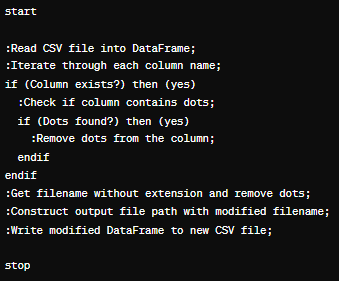 start
:Read CSV file into DataFrame;
:Iterate through each column name;
if (Column exists?) then (yes)
:Check if column contains dots;
if (Dots found?) then (yes)
:Remove dots from the column;
endif
endif
:Get filename without extension and remove dots;
:Construct output file path with modified filename;
:Write modified DataFrame to new CSV file;
stop